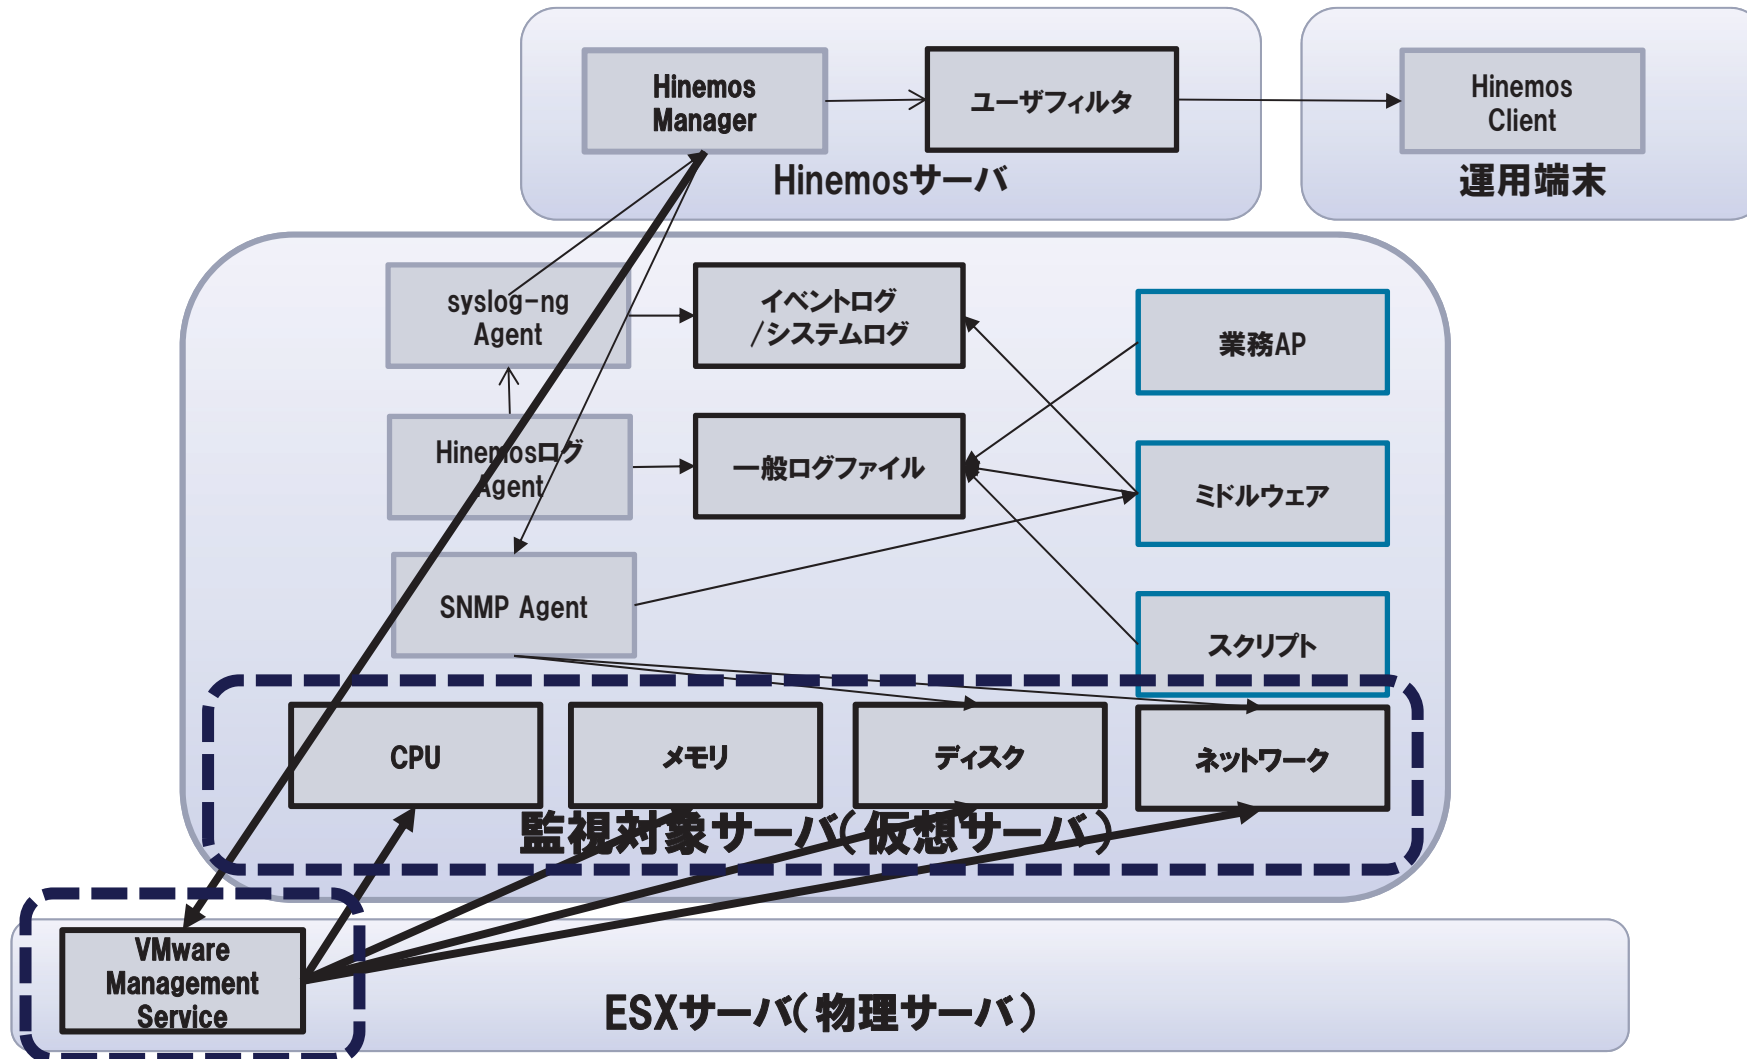 Hinemos
Manager
ユーザフィルタ
Hinemos
Client
Hinemosサーバ
運用端末
syslog-ng
Agent
イベントログ
/システムログ
業務AP
Hinemosログ
Agent
一般ログファイル
ミドルウェア
SNMP Agent
スクリプト
CPU
メモリ
ディスク
ネットワーク
監視対象サーバ(仮想サーバ)
VMware
Management
Service
ESXサーバ(物理サーバ)